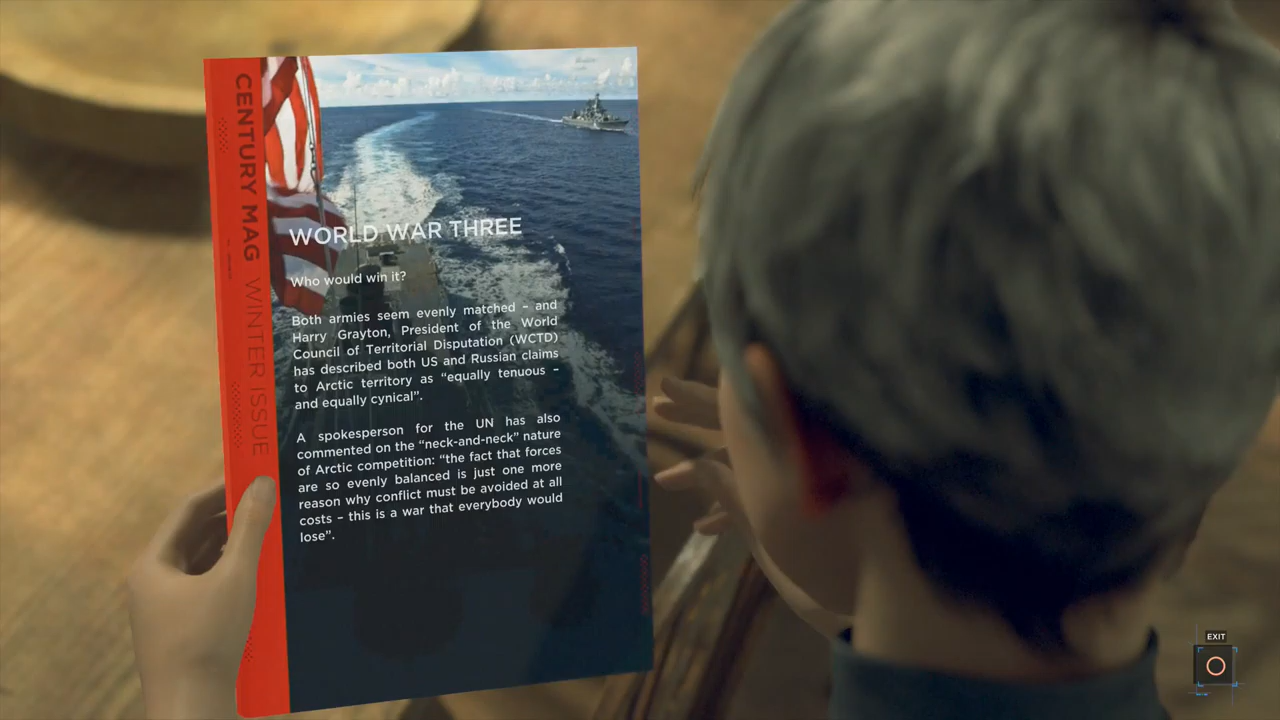 CENTURY MAG WINTER ISSUE
WORLD WAR THREE
Who would win it?
Both armies seem evenly matched – and
Harry Grayton, President of the World
Council of Territorial Disputation (WCTD)
has described both US and Russian claims
to Arctic territory as “equally tenuous –
and equally cynical”.
A spokesperson for the UN has also
commented on the “neck-and-neck” nature
of Arctic competition: “the fact that forces
are so evenly balanced is just one more
reason why conflict must be avoided at all
costs – this is a war that everybody would
lose”.
EXIT